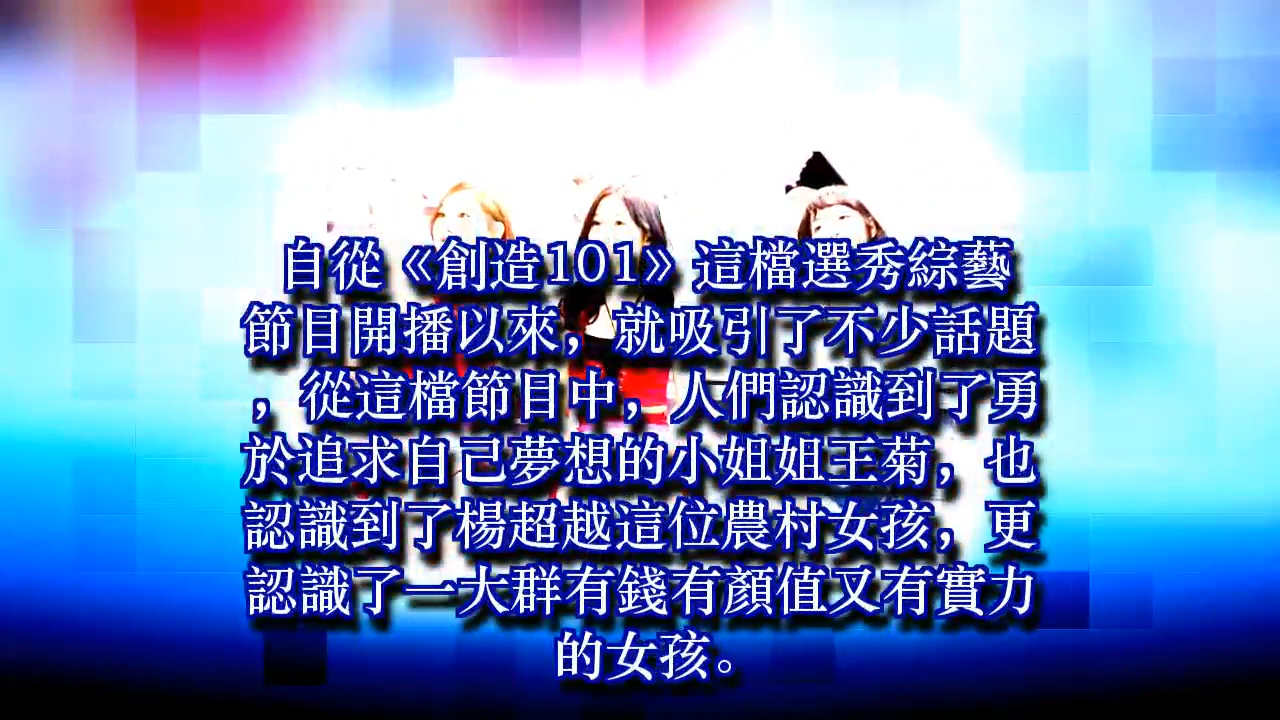 自從《創造101》這檔選秀綜藝
節目開播以來，就吸引了不少話題
，從這檔節目中，人們認識到了勇
於追求自己夢想的小姐姐王菊，也
認識到了楊超越這位農村女孩，更
認識了一大群有錢有顏值又有實力
的女孩。